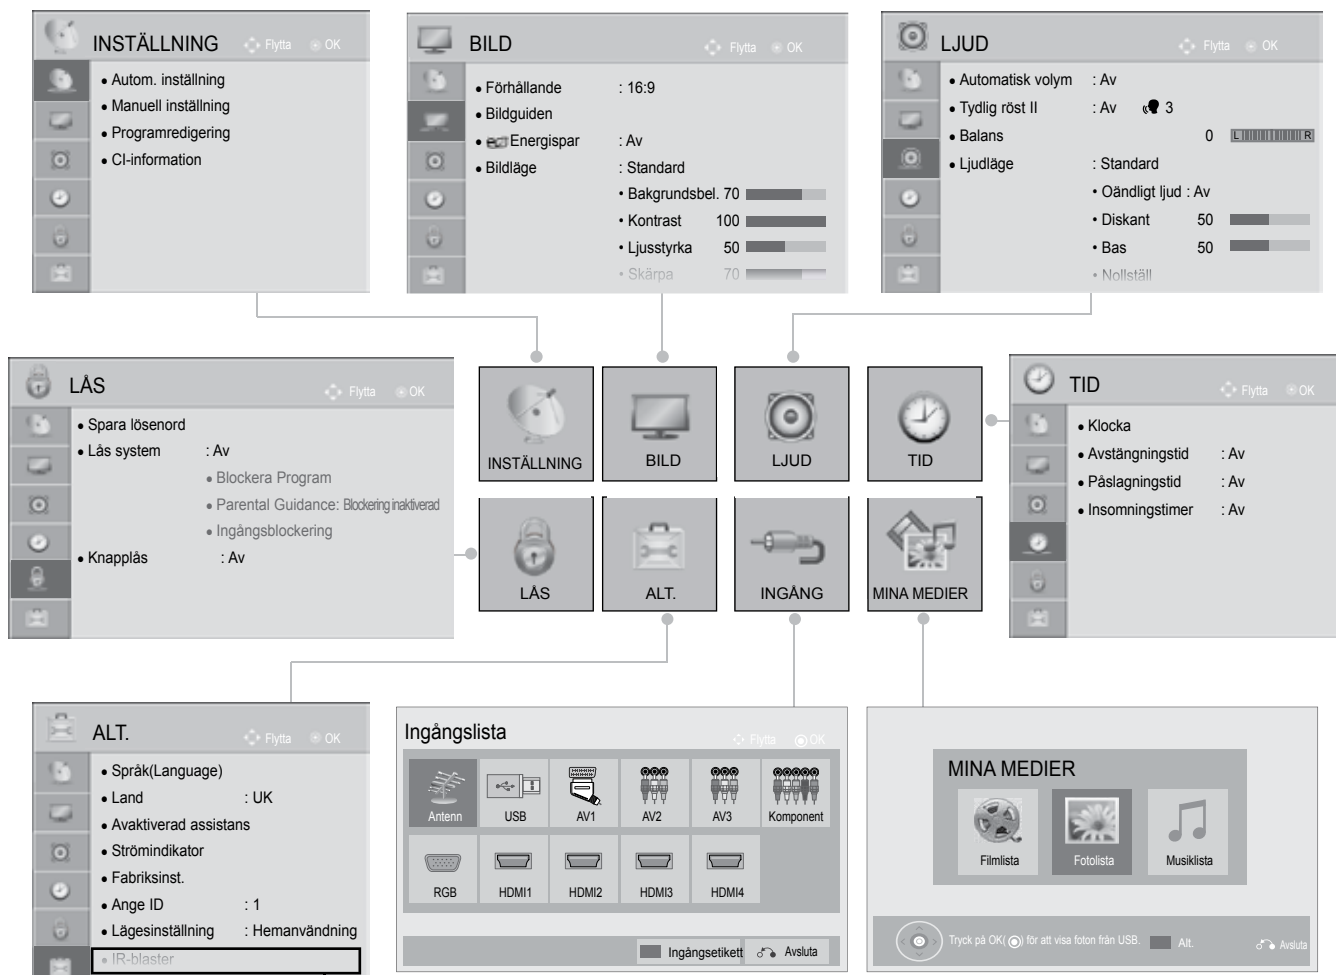 INSTÄLLNING
Flytta OK
• Autom. inställning
• Manuell inställning
• Programredigering
• CI-information
BILD
Flytta OK
• Förhållande : 16:9
• Bildguiden
• Energispar : Av
• Bildläge : Standard
• Bakgrundsbel. 70
• Kontrast 100
• Ljusstyrka 50
• Skärpa 70
LJUD
Flytta OK
• Automatisk volym : Av
• Tydlig röst II : Av 3
• Balans 0 L R
• Ljudläge : Standard
• Oändligt ljud : Av
• Diskant 50
• Bas 50
• Nollställ
LÅS
Flytta OK
• Spara lösenord
• Lås system : Av
• Blockera Program
• Parental Guidance: Blockering inaktiverad
• Ingångsblockering
• Knapplås : Av
INSTÄLLNING
BILD
LJUD
TID
LÅS
ALT.
INGÅNG
MINA MEDIER
TID
Flytta OK
• Klocka
• Avstängningstid : Av
• Påslagningstid : Av
• Insomningstimer : Av
ALT.
Flytta OK
• Språk(Language)
• Land : UK
• Avaktiverad assistans
• Strömindikator
• Fabriksinst.
• Ange ID : 1
• Lägesinställning : Hemanvändning
• IR-blaster
Ingångslista
Flytta OK
Antenn USB AV1 AV2 AV3 Komponent
RGB HDMI1 HDMI2 HDMI3 HDMI4
Ingångsetikett Avsluta
MINA MEDIER
Filmlista Fotolista Musiklista
Tryck på OK( ) för att visa foton från USB. Alt. Avsluta